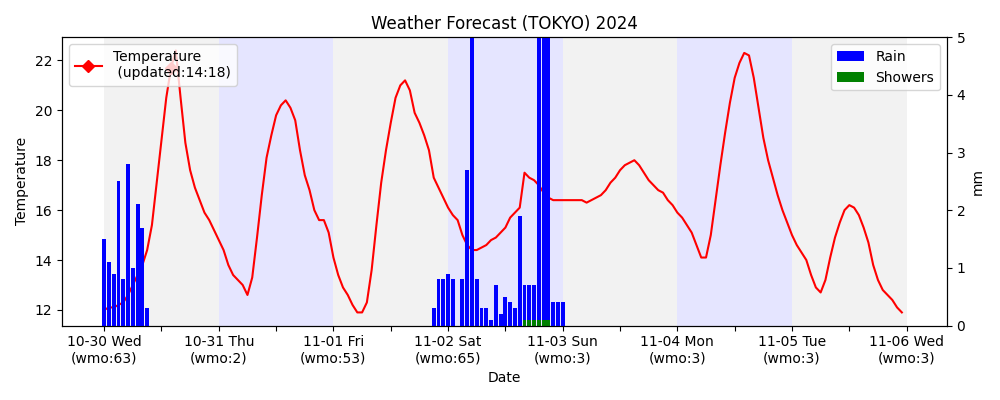 Weather Forecast (TOKYO) 2024
Temperature
(updated:14:18)
Rain
Showers
Temperature
22
20
18
16
14
12
5
4
3
2
1
0
mm
10-30 Wed
(wmo:63)
10-31 Thu
(wmo:2)
11-01 Fri
(wmo:53)
11-02 Sat
(wmo:65)
11-03 Sun
(wmo:3)
11-04 Mon
(wmo:3)
11-05 Tue
(wmo:3)
11-06 Wed
(wmo:3)
Date